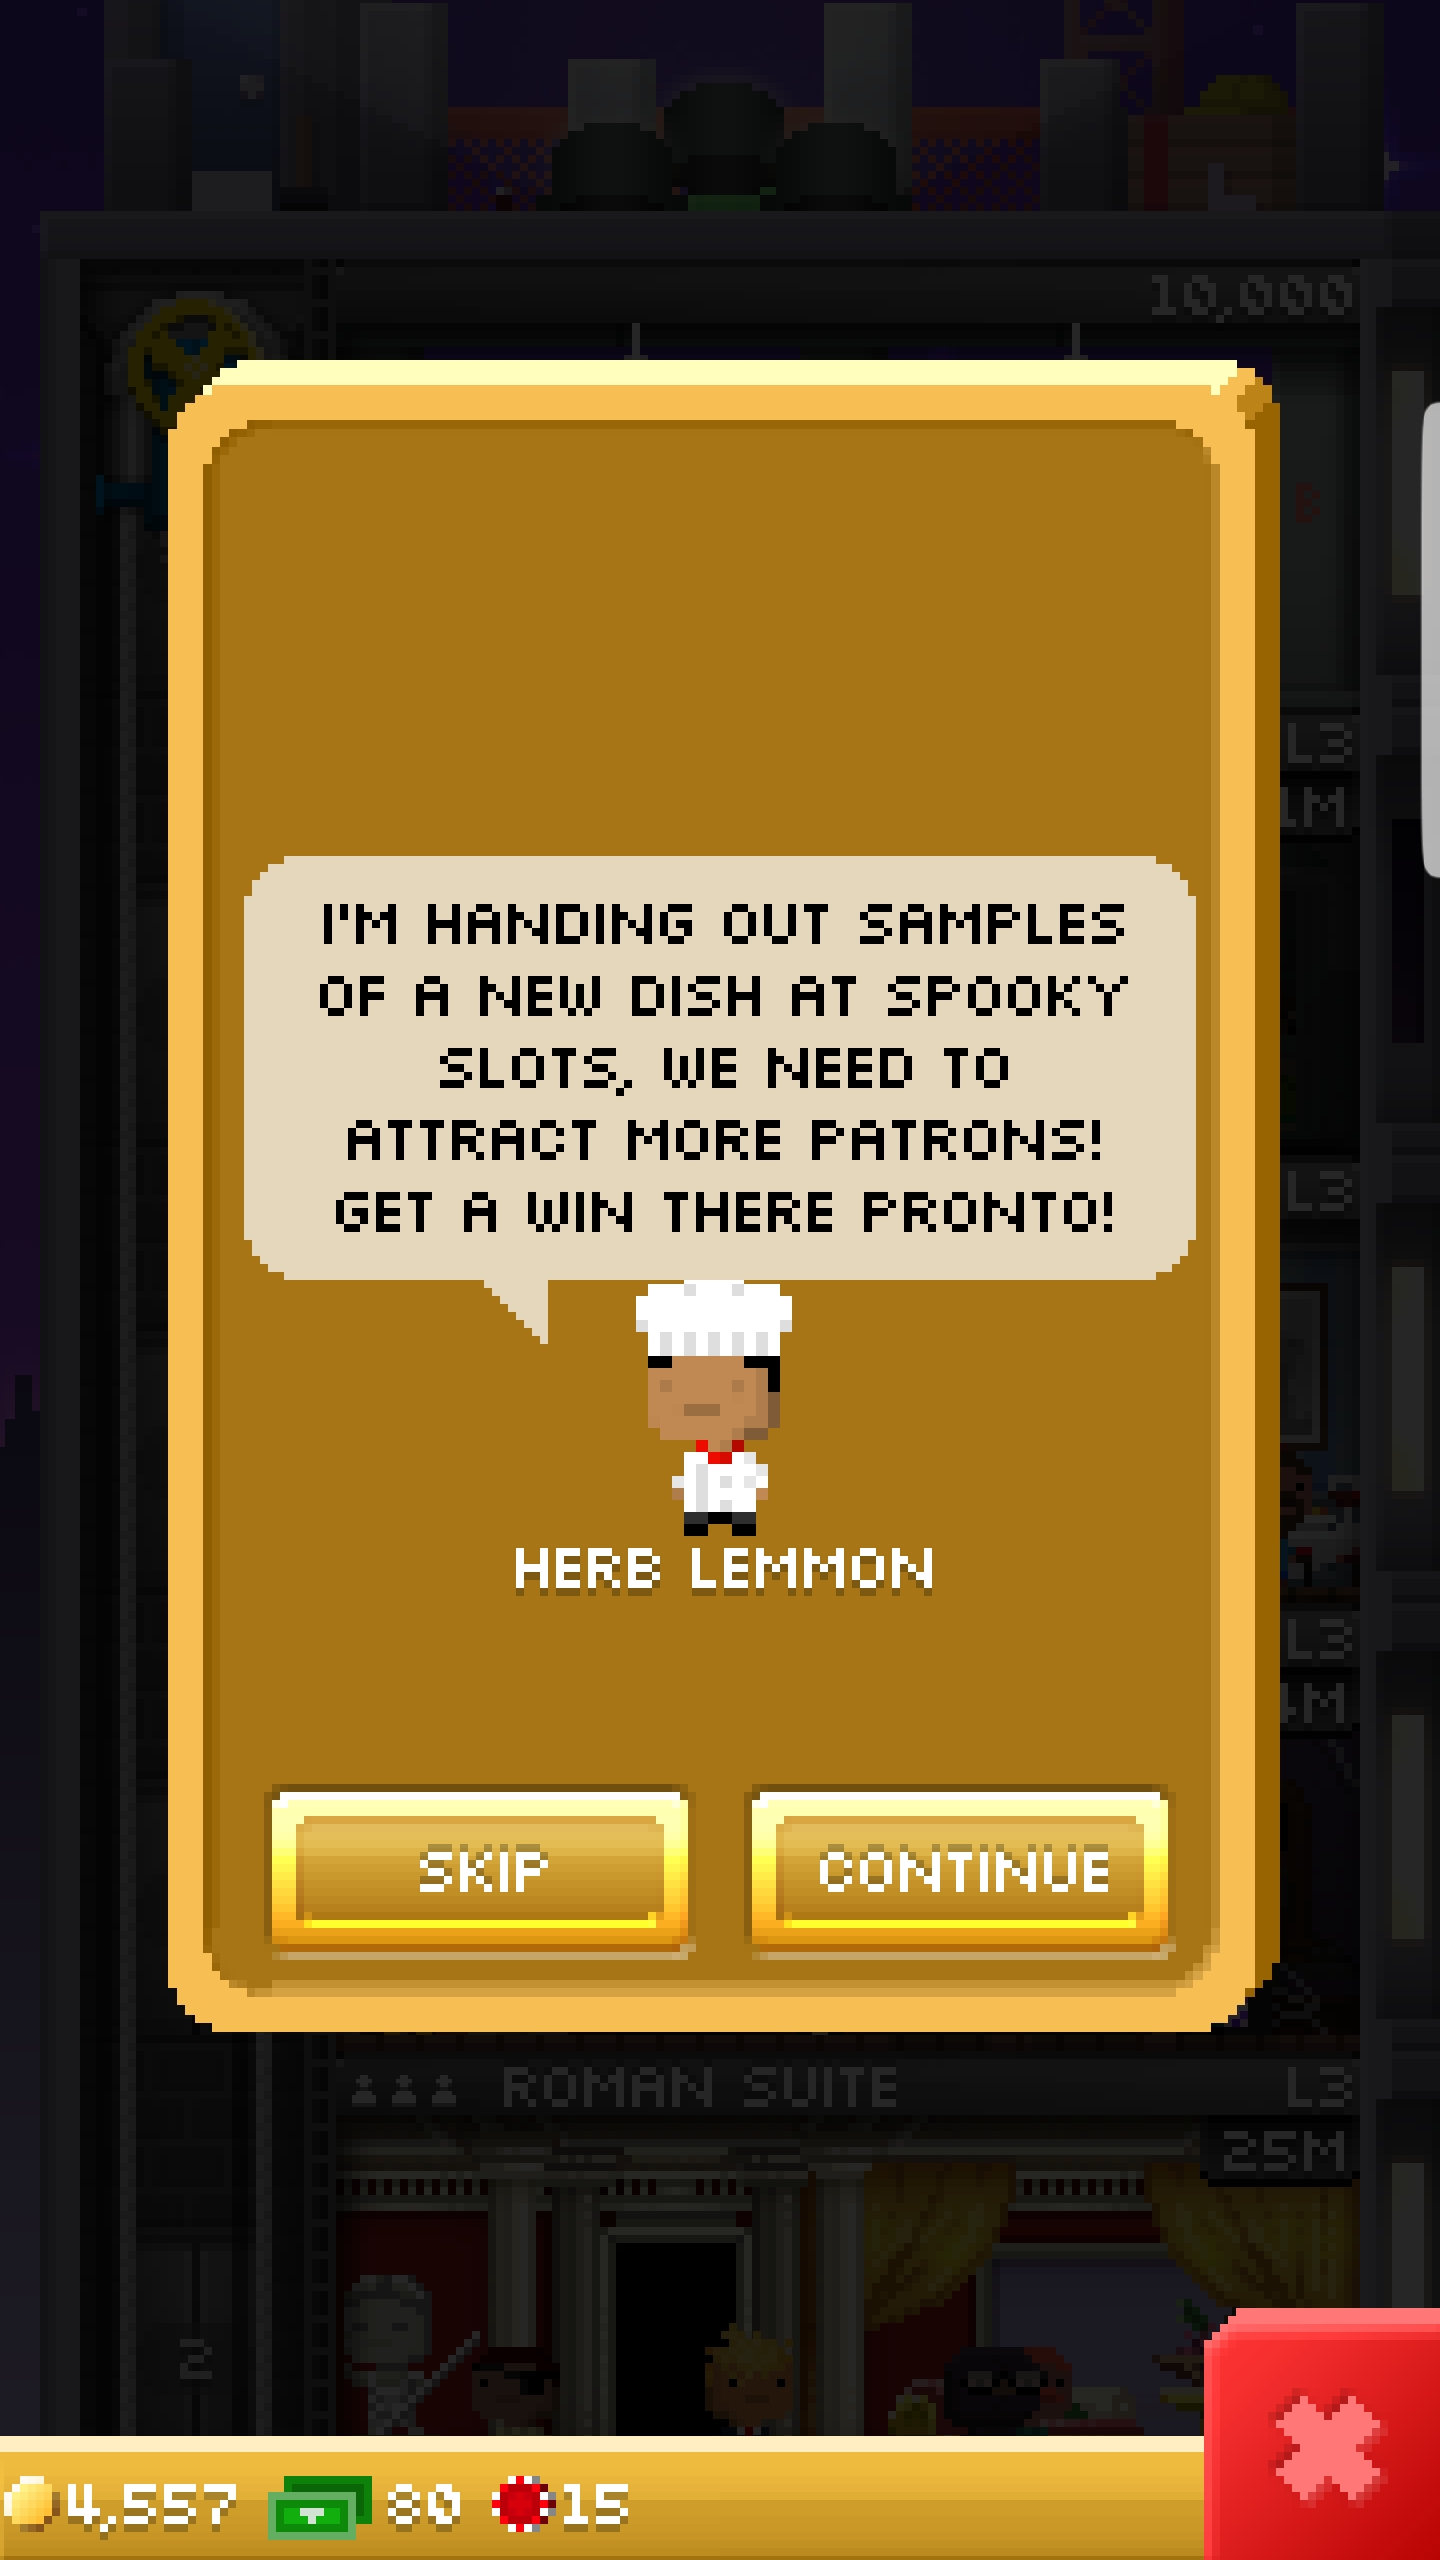 10,000
B
L3
1M
I'M HANDING OUT SAMPLES
OF A NEW DISH AT SPOOKY
SLOTS, WE NEED TO
ATTRACT MORE PATRONS!
GET A WIN THERE PRONTO!
L3
HERB LEMMON
L3
4M
SKIP
CONTINUE
ROMAN SUITE
L3
25M
2
4,557
80
15